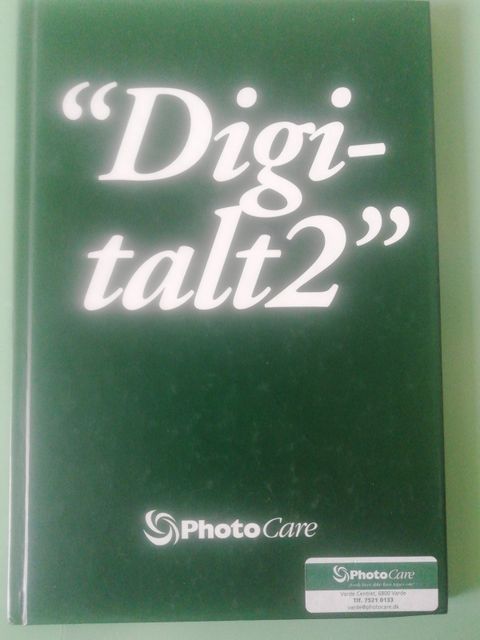 “Digi-
talt2”
PhotoCare
PhotoCare
Varde Centret, 6800 Varde
Tlf. 7521 0133
varde@photocare.dk